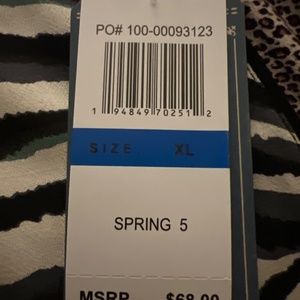 PO# 100-00093123
1 94849 70251 2
SIZE XL
SPRING 5
MSRP $68.00